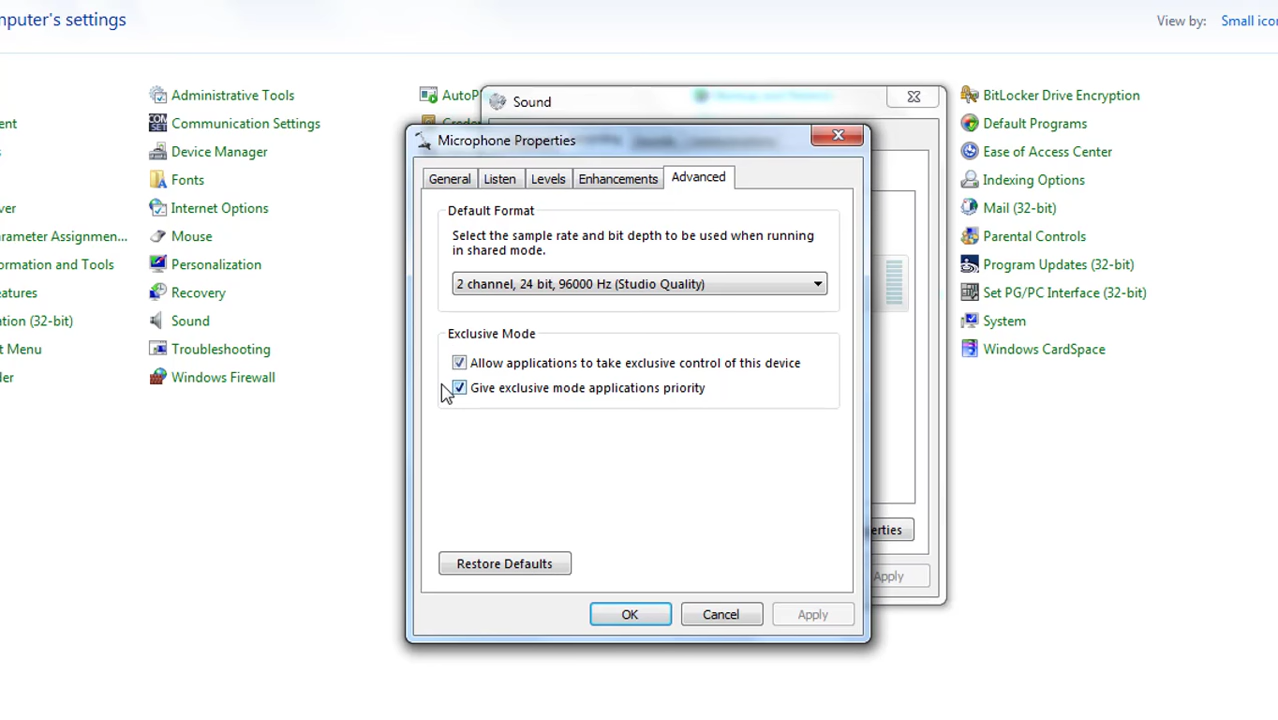 mputer's settings
View by:
Small ico
ent
s
ver
rameter Assignmen...
ormation and Tools
eatures
ation (32-bit)
t Menu
der
Administrative Tools
Communication Settings
Device Manager
Fonts
Internet Options
Mouse
Personalization
Recovery
Sound
Troubleshooting
Windows Firewall
AutoP
Sound
Microphone Properties
General
Listen
Levels
Enhancements
Advanced
Default Format
Select the sample rate and bit depth to be used when running
in shared mode.
2 channel, 24 bit, 96000 Hz (Studio Quality)
Exclusive Mode
Allow applications to take exclusive control of this device
Give exclusive mode applications priority
Restore Defaults
OK
Cancel
Apply
erties
Apply
BitLocker Drive Encryption
Default Programs
Ease of Access Center
Indexing Options
Mail (32-bit)
Parental Controls
Program Updates (32-bit)
Set PG/PC Interface (32-bit)
System
Windows CardSpace